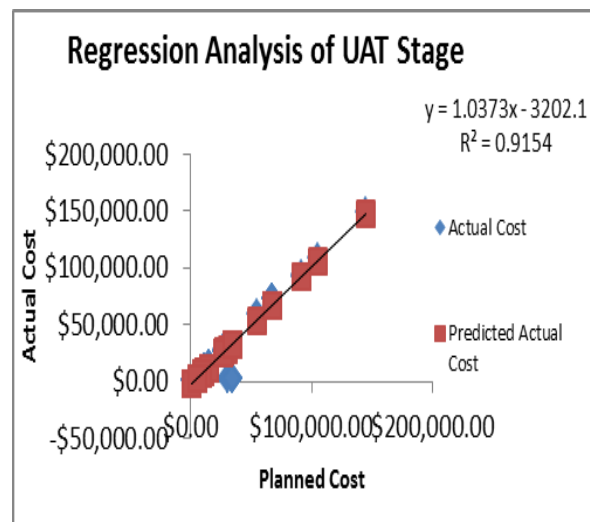 Regression Analysis of UAT Stage
y = 1.0373x - 3202.1
R² = 0.9154
$200,000.00
$150,000.00
$100,000.00
$50,000.00
$0.00
-$50,000.00
Actual Cost
$0.00 $100,000.00 $200,000.00
Planned Cost
Actual Cost
Predicted Actual
Cost